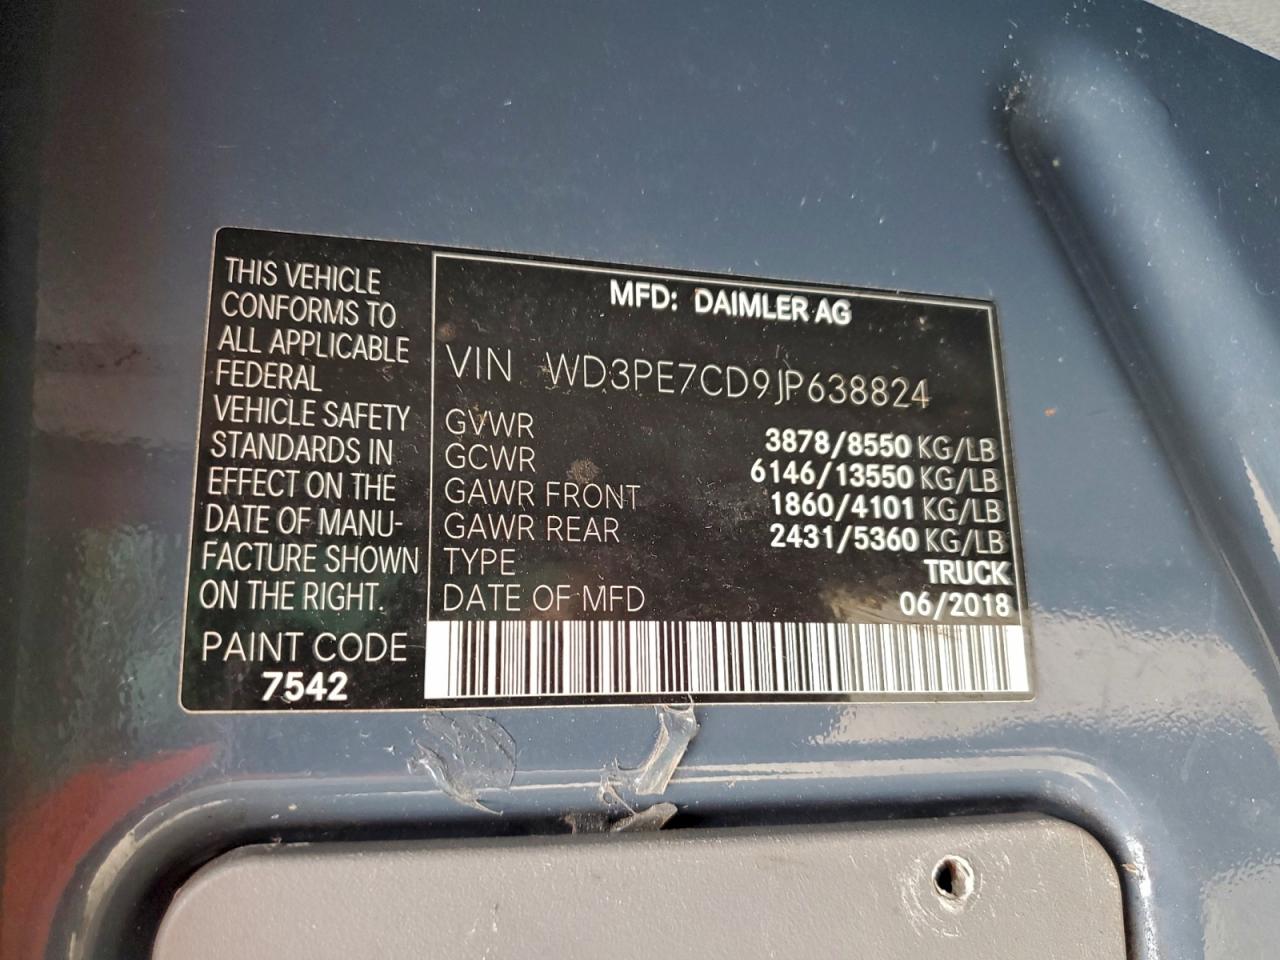 THIS VEHICLE
CONFORMS TO
ALL APPLICABLE
FEDERAL
VEHICLE SAFETY
STANDARDS IN
EFFECT ON THE
DATE OF MANU-
FACTURE SHOWN
ON THE RIGHT.
PAINT CODE
7542
MFD: DAIMLER AG
VIN WD3PE7CD9JP638824
GVWR 3878/8550 KG/LB
GCWR 6146/13550 KG/LB
GAWR FRONT 1860/4101 KG/LB
GAWR REAR 2431/5360 KG/LB
TYPE TRUCK
DATE OF MFD 06/2018